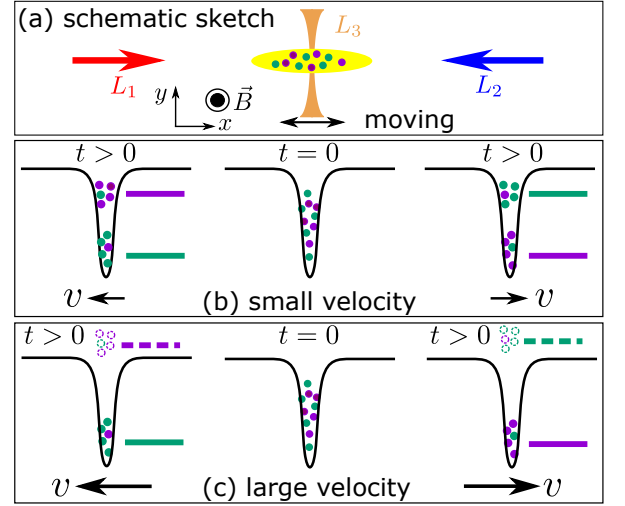 (a) schematic sketch
L₃
L₁
L₂
y
B⃗
x
moving
t > 0
t = 0
t > 0
v
(b) small velocity
v
t > 0
t = 0
t > 0
v
(c) large velocity
v